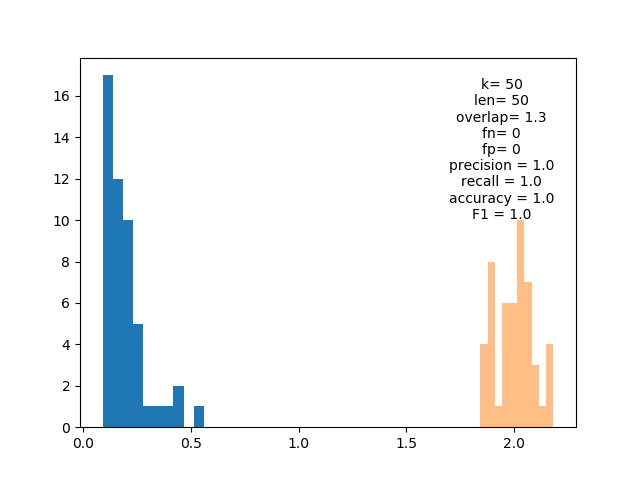 k= 50
len= 50
overlap= 1.3
fn= 0
fp= 0
precision = 1.0
recall = 1.0
accuracy = 1.0
F1 = 1.0
16
14
12
10
8
6
4
2
0
0.0 0.5 1.0 1.5 2.0